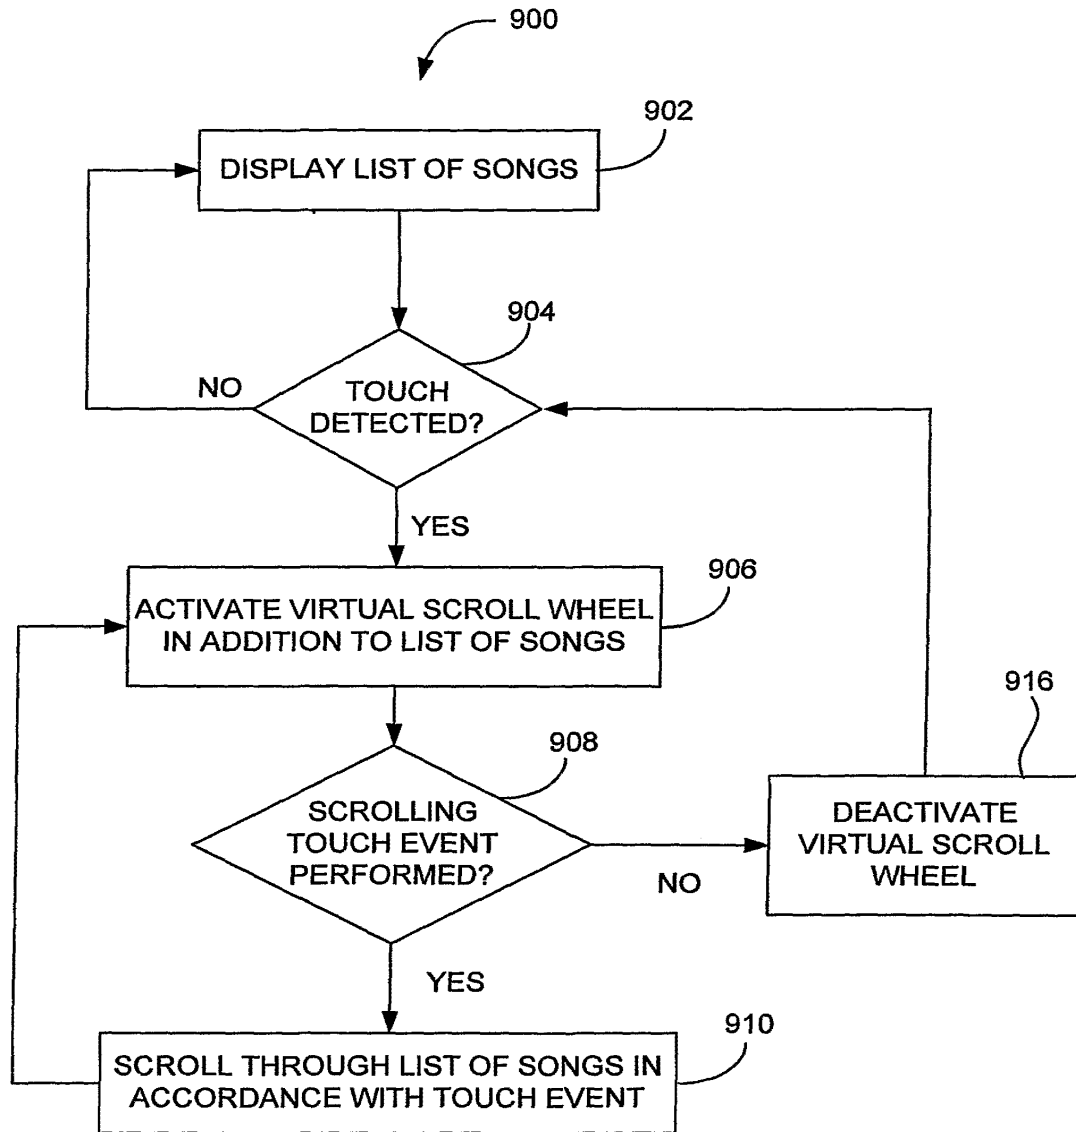 900
902
DISPLAY LIST OF SONGS
904
TOUCH
DETECTED?
NO
YES
906
ACTIVATE VIRTUAL SCROLL WHEEL
IN ADDITION TO LIST OF SONGS
908
SCROLLING
TOUCH EVENT
PERFORMED?
NO
916
DEACTIVATE
VIRTUAL SCROLL
WHEEL
YES
910
SCROLL THROUGH LIST OF SONGS IN
ACCORDANCE WITH TOUCH EVENT